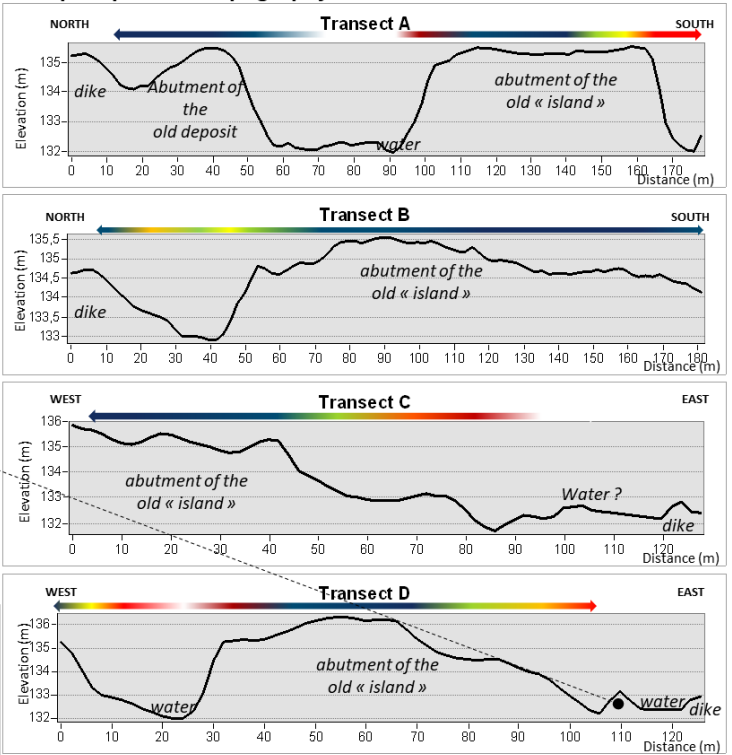 Transect A
NORTH
SOUTH
Elevation (m)
135
134
133
132
dike
Abutment of
the
old deposit
water
abutment of the
old « island »
0 10 20 30 40 50 60 70 80 90 100 110 120 130 140 150 160 170
Distance (m)
Transect B
NORTH
SOUTH
Elevation (m)
135,5
135
134,5
134
133,5
133
dike
abutment of the
old « island »
0 10 20 30 40 50 60 70 80 90 100 110 120 130 140 150 160 170 180
Distance (m)
Transect C
WEST
EAST
Elevation (m)
136
135
134
133
132
abutment of the
old « island »
Water ?
dike
0 10 20 30 40 50 60 70 80 90 100 110 120
Distance (m)
Transect D
WEST
EAST
Elevation (m)
136
135
134
133
132
water
abutment of the
old « island »
water
dike
0 10 20 30 40 50 60 70 80 90 100 110 120
Distance (m)